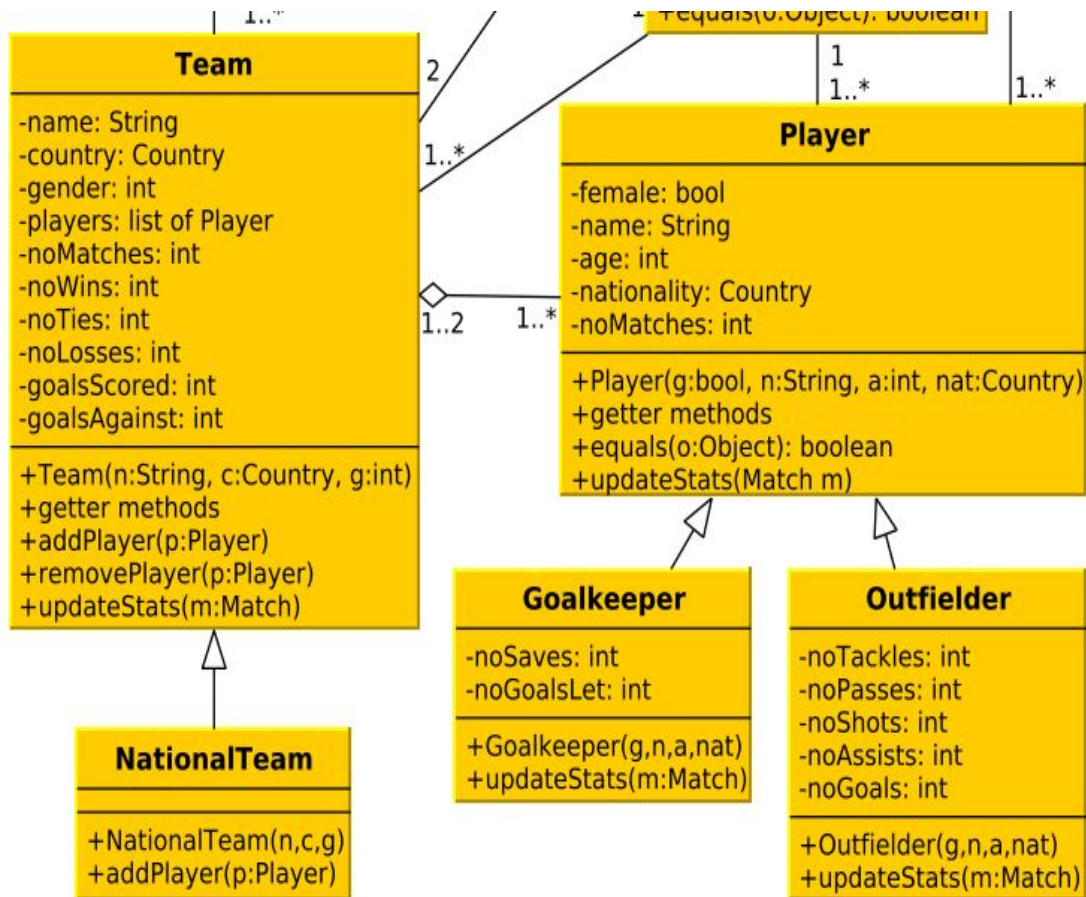 1..*
1
+equals(o:Object): boolean
Team
-name: String
-country: Country
-gender: int
-players: list of Player
-noMatches: int
-noWins: int
-noTies: int
-noLosses: int
-goalsScored: int
-goalsAgainst: int
+Team(n:String, c:Country, g:int)
+getter methods
+addPlayer(p:Player)
+removePlayer(p:Player)
+updateStats(m:Match)
2
1..*
1..2
1..*
1
1..*
1..*
Player
-female: bool
-name: String
-age: int
-nationality: Country
-noMatches: int
+Player(g:bool, n:String, a:int, nat:Country)
+getter methods
+equals(o:Object): boolean
+updateStats(Match m)
NationalTeam
+NationalTeam(n,c,g)
+addPlayer(p:Player)
Goalkeeper
-noSaves: int
-noGoalsLet: int
+Goalkeeper(g,n,a,nat)
+updateStats(m:Match)
Outfielder
-noTackles: int
-noPasses: int
-noShots: int
-noAssists: int
-noGoals: int
+Outfielder(g,n,a,nat)
+updateStats(m:Match)